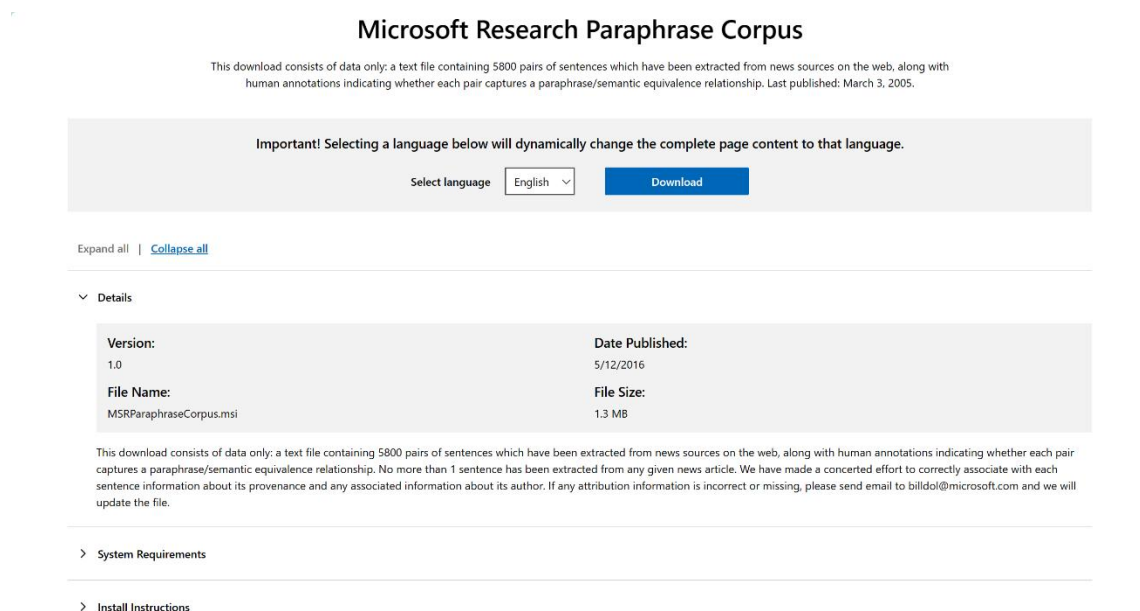 Microsoft Research Paraphrase Corpus
This download consists of data only: a text file containing 5800 pairs of sentences which have been extracted from news sources on the web, along with
human annotations indicating whether each pair captures a paraphrase/semantic equivalence relationship. Last published: March 3, 2005.
Important! Selecting a language below will dynamically change the complete page content to that language.
Select language English Download
Expand all | Collapse all
Details
Version: Date Published:
1.0 5/12/2016
File Name: File Size:
MSRParaphraseCorpus.msi 1.3 MB
This download consists of data only: a text file containing 5800 pairs of sentences which have been extracted from news sources on the web, along with human annotations indicating whether each pair
captures a paraphrase/semantic equivalence relationship. No more than 1 sentence has been extracted from any given news article. We have made a concerted effort to correctly associate with each
sentence information about its provenance and any associated information about its author. If any attribution information is incorrect or missing, please send email to billdol@microsoft.com and we will
update the file.
System Requirements
Install Instructions